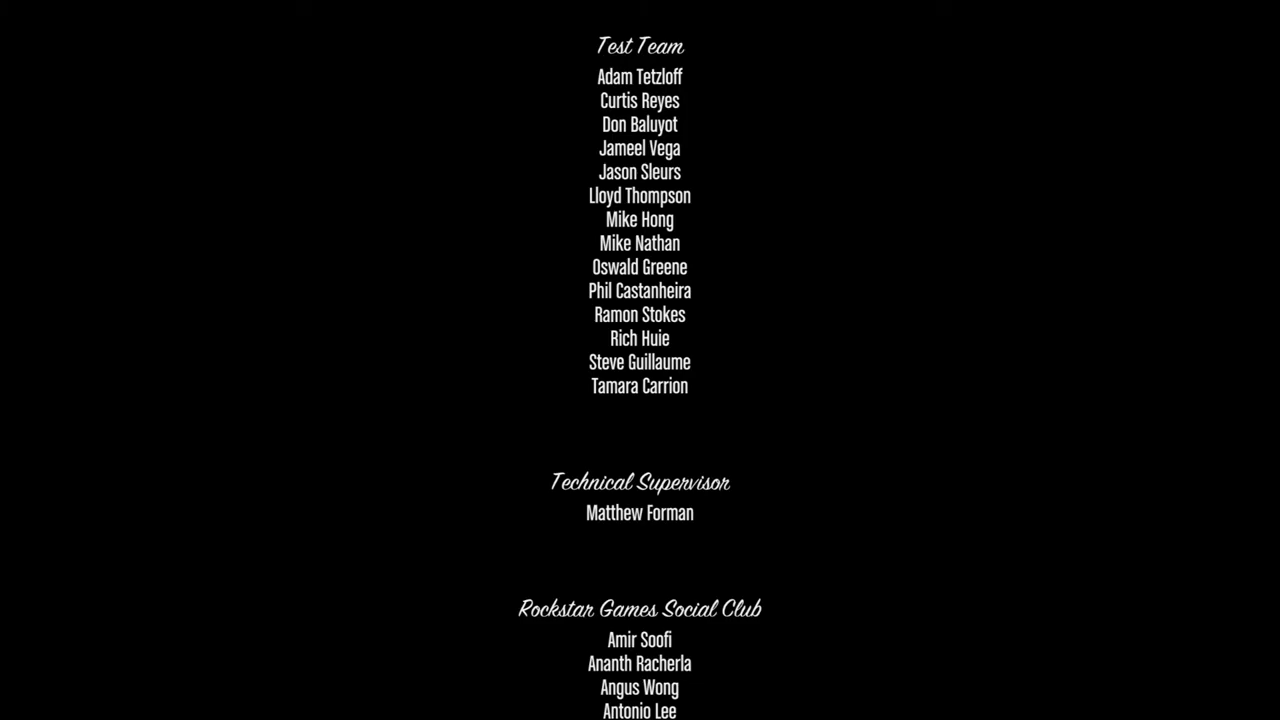 Test Team
Adam Tetzloff
Curtis Reyes
Don Baluyot
Jameel Vega
Jason Sleurs
Lloyd Thompson
Mike Hong
Mike Nathan
Oswald Greene
Phil Castanheira
Ramon Stokes
Rich Huie
Steve Guillaume
Tamara Carrion
Technical Supervisor
Matthew Forman
Rockstar Games Social Club
Amir Soofi
Ananth Racherla
Angus Wong
Antonio Lee